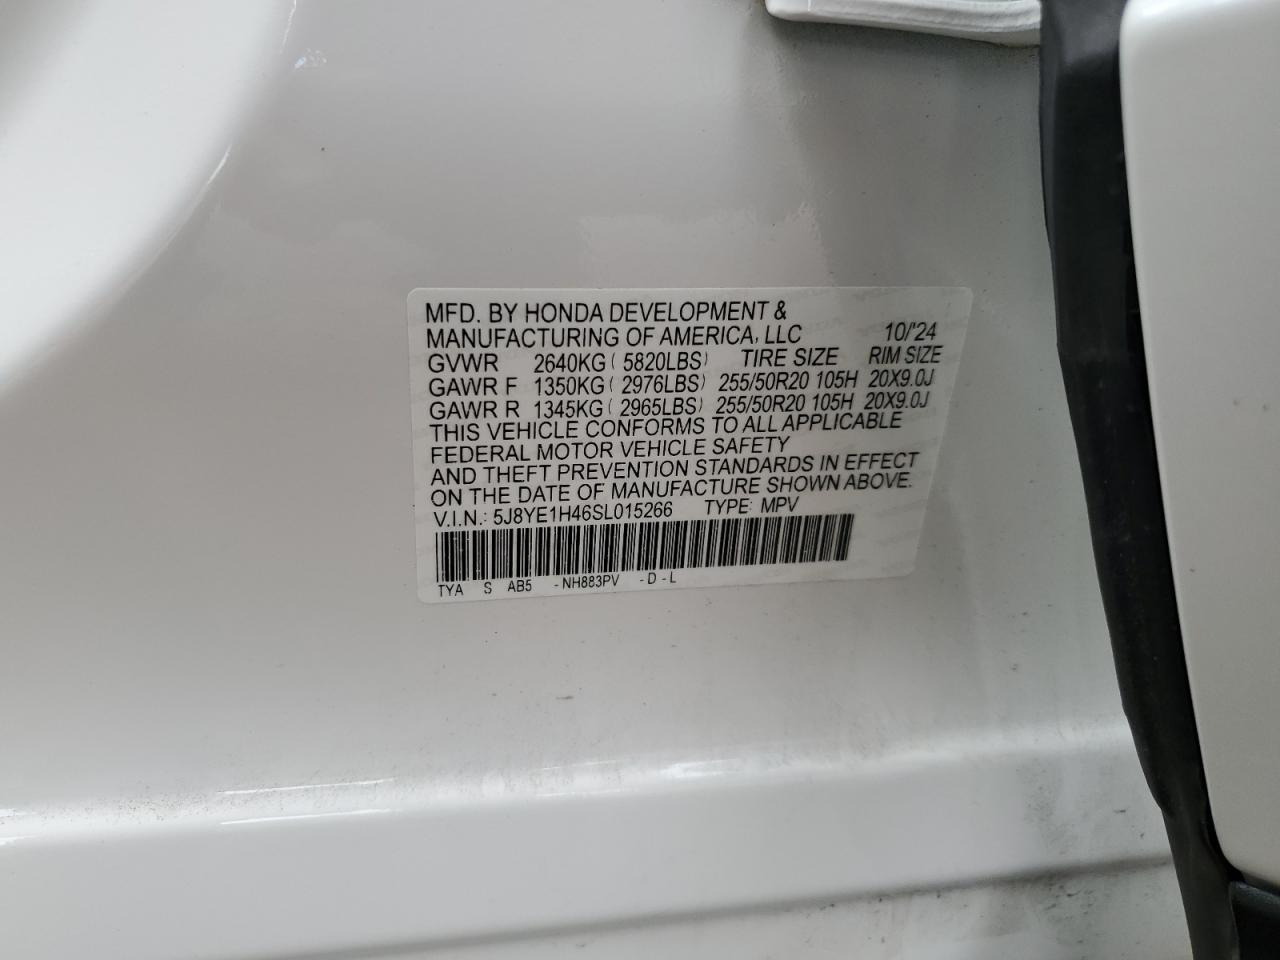 MFD. BY HONDA DEVELOPMENT &
MANUFACTURING OF AMERICA, LLC 10/'24
GVWR 2640KG ( 5820LBS) TIRE SIZE RIM SIZE
GAWR F 1350KG ( 2976LBS) 255/50R20 105H 20X9.0J
GAWR R 1345KG ( 2965LBS) 255/50R20 105H 20X9.0J
THIS VEHICLE CONFORMS TO ALL APPLICABLE
FEDERAL MOTOR VEHICLE SAFETY
AND THEFT PREVENTION STANDARDS IN EFFECT
ON THE DATE OF MANUFACTURE SHOWN ABOVE.
V.I.N.: 5J8YE1H46SL015266 TYPE: MPV
TYA S AB5 -NH883PV -D-L